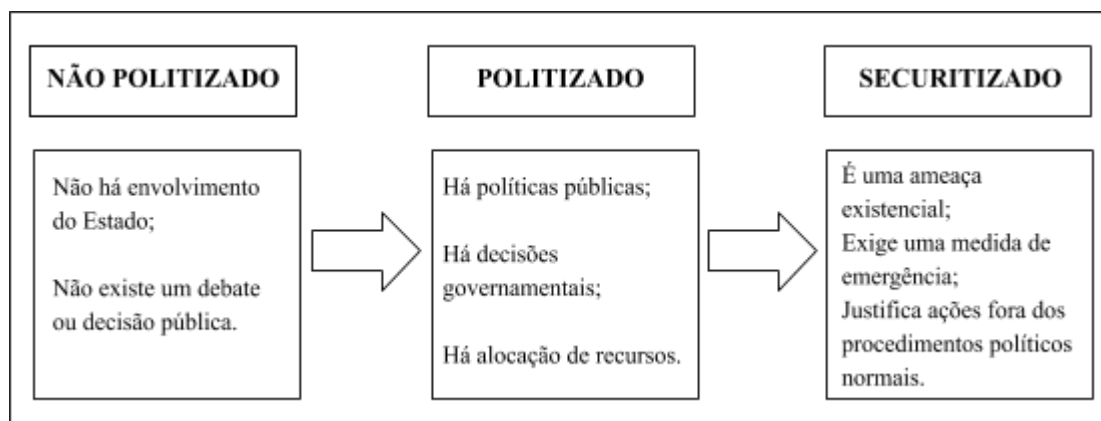 NÃO POLITIZADO
POLITIZADO
SECURITIZADO
Não há envolvimento
do Estado;
Não existe um debate
ou decisão pública.
Há políticas públicas;
Há decisões
governamentais;
Há alocação de recursos.
É uma ameaça
existencial;
Exige uma medida de
emergência;
Justifica ações fora dos
procedimentos políticos
normais.